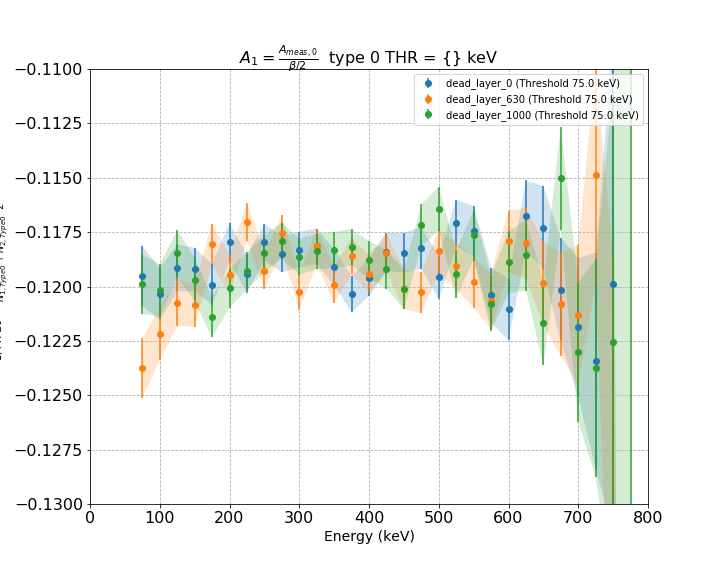 A₁ = A_meas,0 / β/2 type 0 THR = {} keV
dead_layer_0 (Threshold 75.0 keV)
dead_layer_630 (Threshold 75.0 keV)
dead_layer_1000 (Threshold 75.0 keV)
−0.1100
−0.1125
−0.1150
−0.1175
−0.1200
−0.1225
−0.1250
−0.1275
−0.1300
0 100 200 300 400 500 600 700 800
Energy (keV)